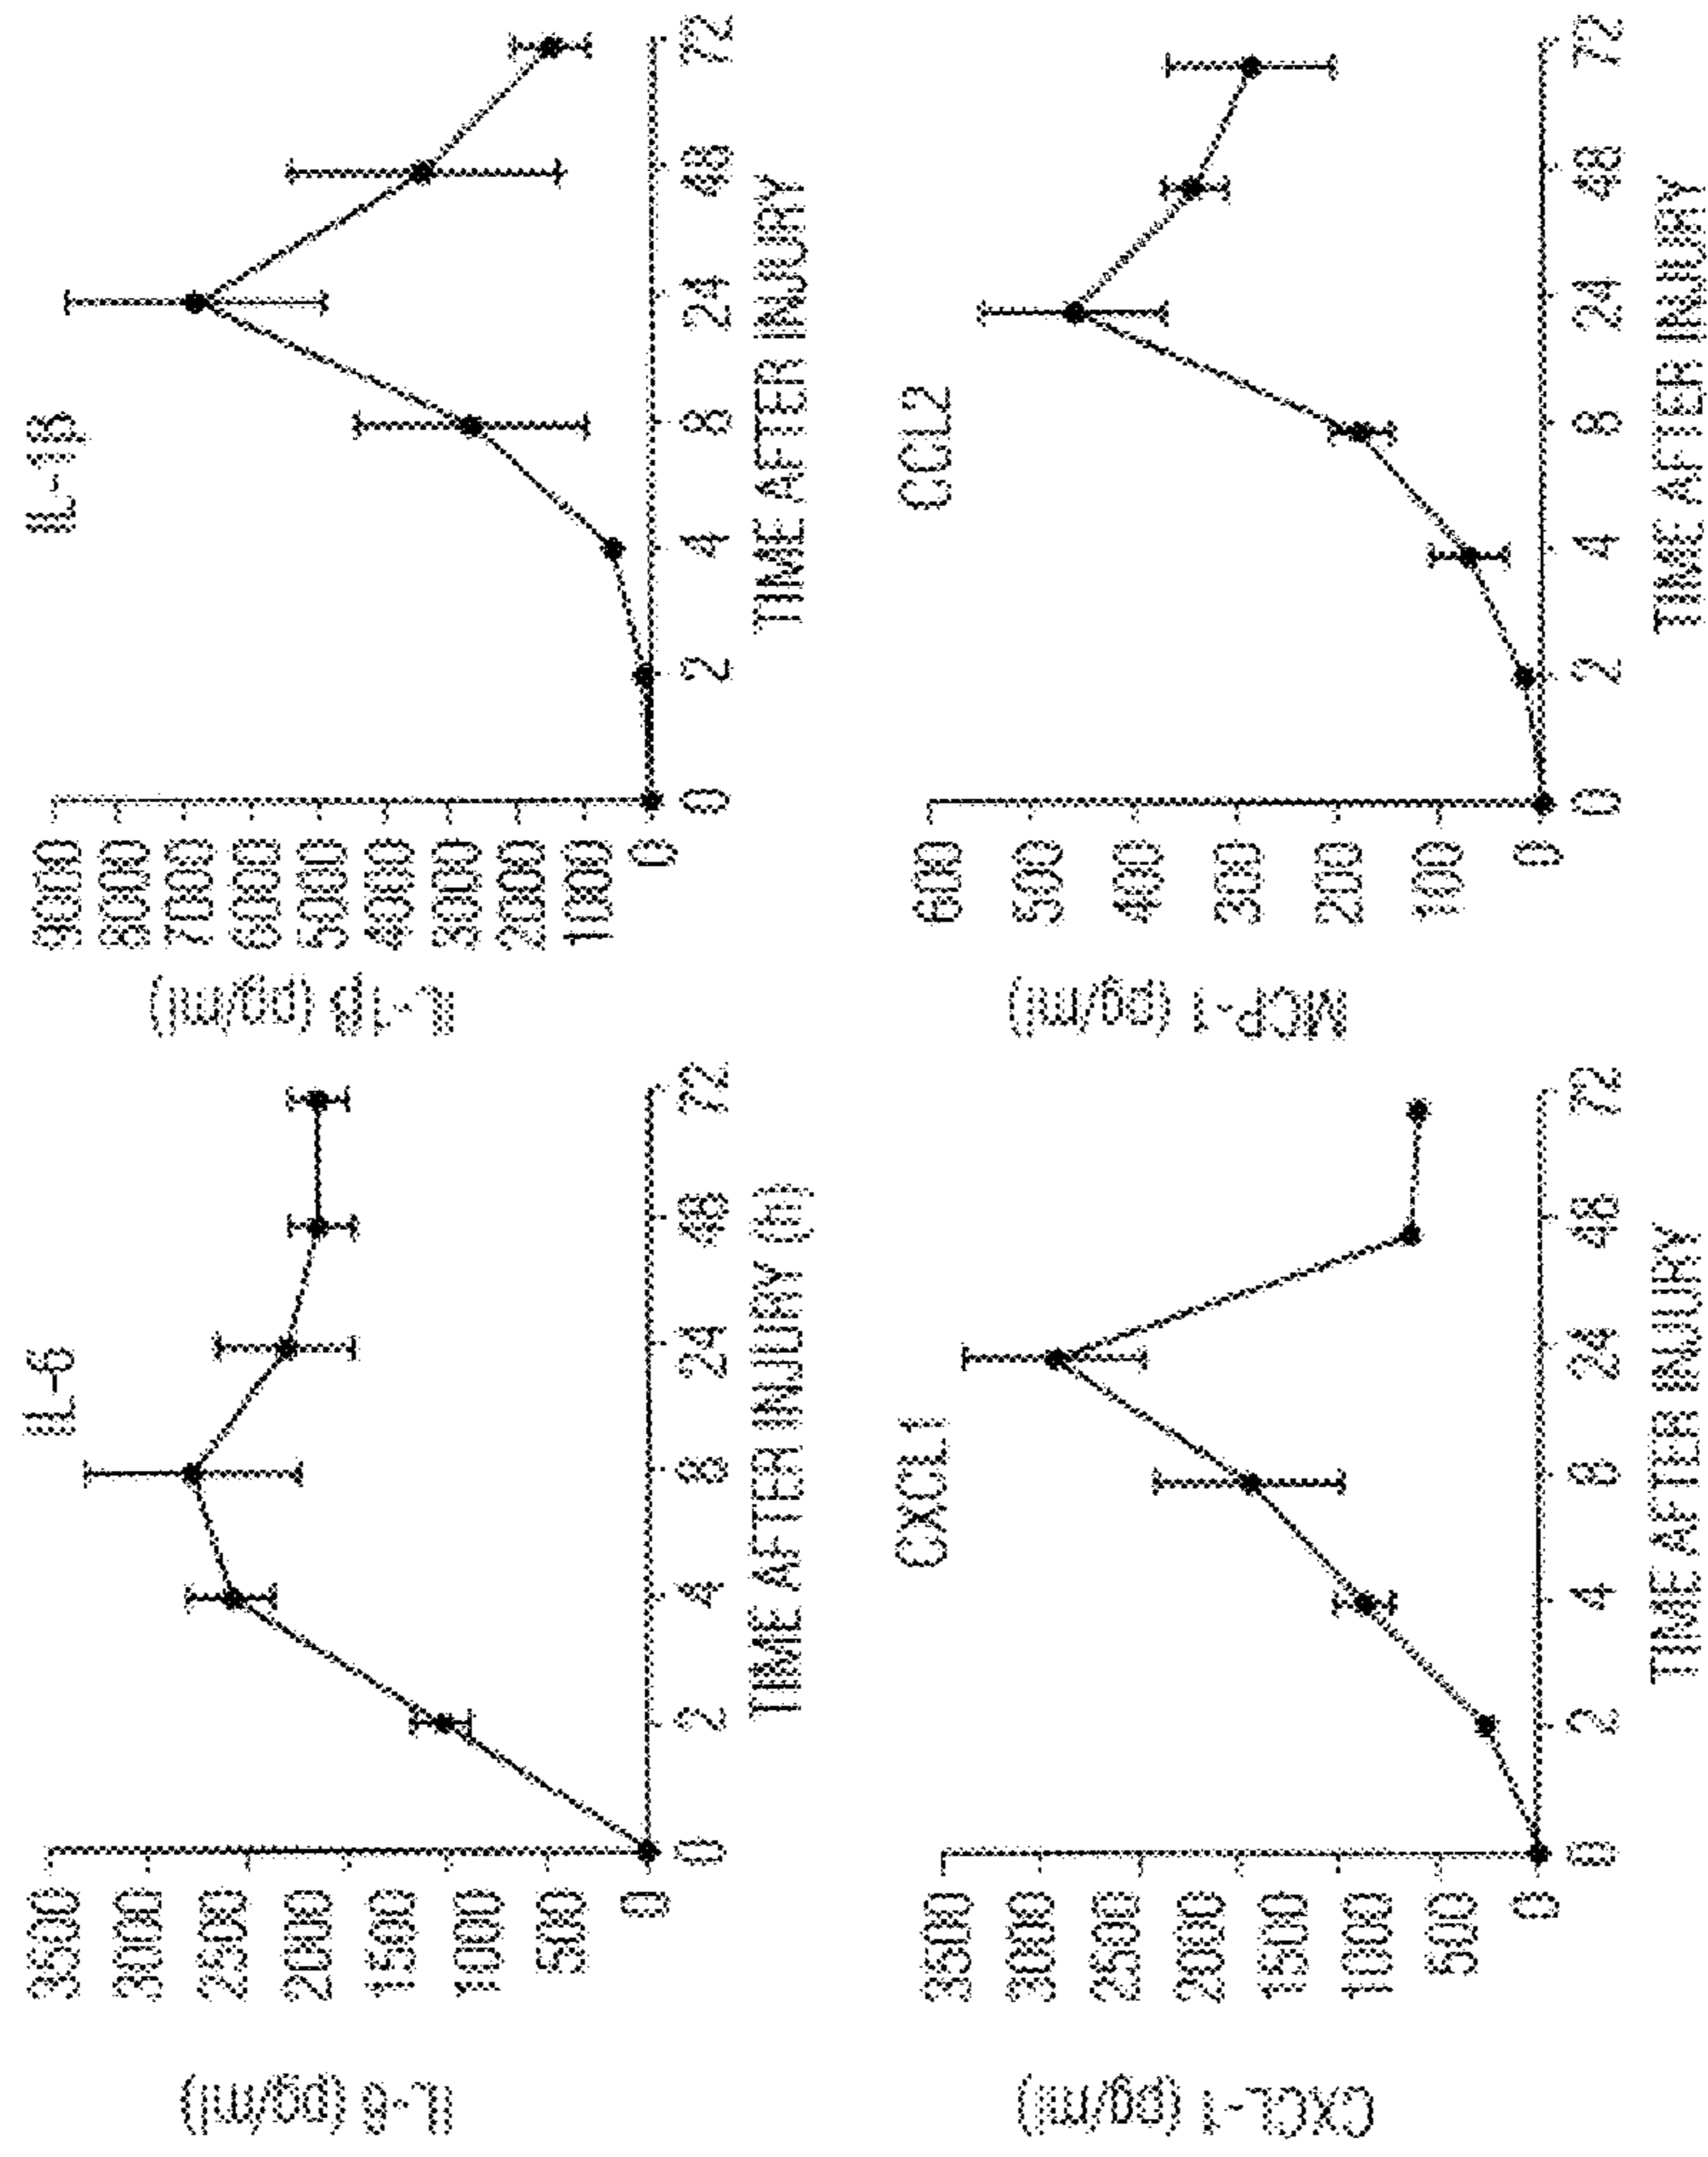 IL-6
IL-6 (pg/ml)
3500
3000
2500
2000
1500
1000
500
0
0 2 4 8 24 48 72
TIME AFTER INJURY (h)
IL-1β
IL-1β (pg/ml)
9000
8000
7000
6000
5000
4000
3000
2000
1000
0
0 2 4 8 24 48 72
TIME AFTER INJURY
CXCL1
CXCL-1 (pg/ml)
3500
3000
2500
2000
1500
1000
500
0
0 2 4 8 24 48 72
TIME AFTER INJURY
CCL2
MCP-1 (pg/ml)
600
500
400
300
200
100
0
0 2 4 8 24 48 72
TIME AFTER INJURY